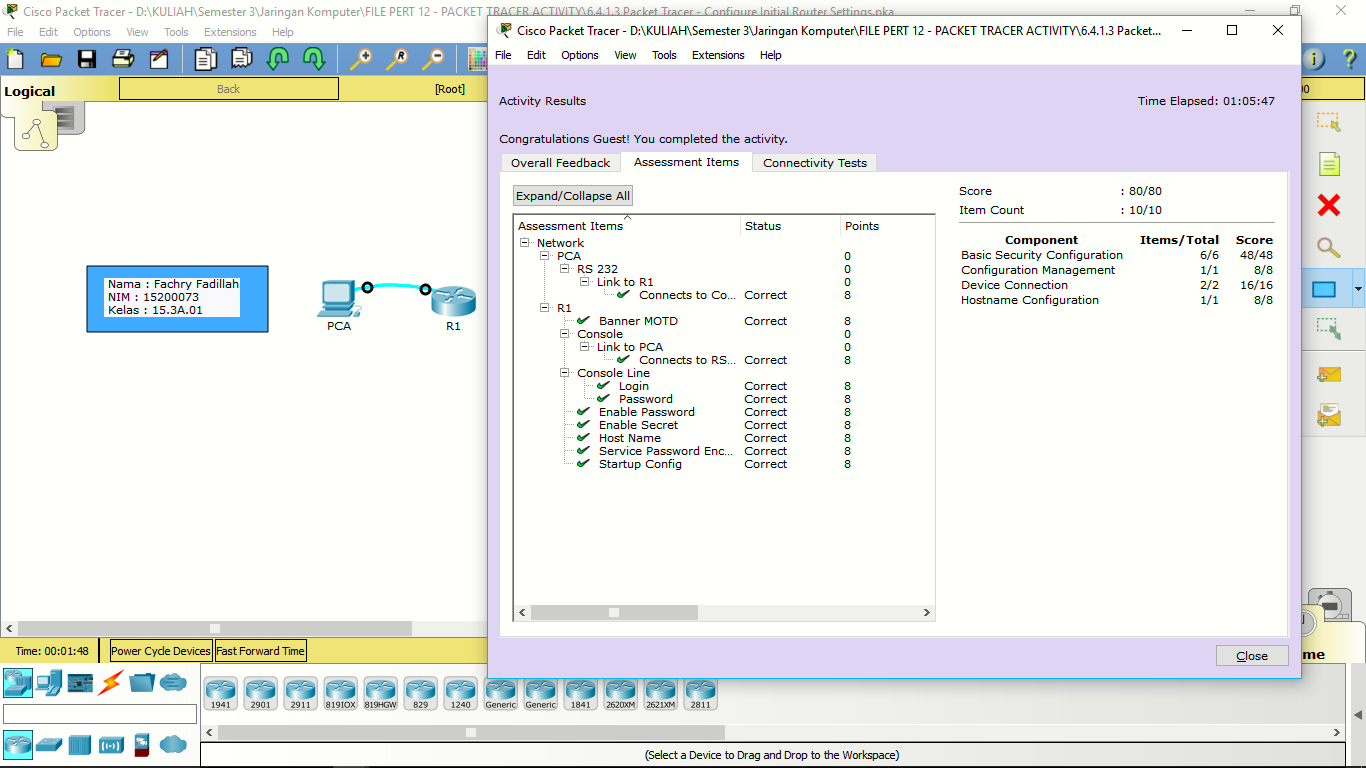 Cisco Packet Tracer - D:\KULIAH\Semester 3\Jaringan Komputer\FILE PERT 12 - PACKET TRACER ACTIVITY\6.4.1.3 Packet Tracer - Configure Initial Router Settings.pka
File Edit Options View Tools Extensions Help
Logical
Back
[Root]
Nama : Fachry Fadillah
NIM : 15200073
Kelas : 15.3A.01
PCA
R1
Cisco Packet Tracer - D:\KULIAH\Semester 3\Jaringan Komputer\FILE PERT 12 - PACKET TRACER ACTIVITY\6.4.1.3 Packet...
File Edit Options View Tools Extensions Help
Activity Results
Time Elapsed: 01:05:47
Congratulations Guest! You completed the activity.
Overall Feedback Assessment Items Connectivity Tests
Expand/Collapse All
Assessment Items Status Points
Network
PCA 0
RS 232 0
Link to R1 0
Connects to Co... Correct 8
R1
Banner MOTD Correct 8
Console 0
Link to PCA 0
Connects to RS... Correct 8
Console Line
Login Correct 8
Password Correct 8
Enable Password Correct 8
Enable Secret Correct 8
Host Name Correct 8
Service Password Enc... Correct 8
Startup Config Correct 8
Score : 80/80
Item Count : 10/10
Component Items/Total Score
Basic Security Configuration 6/6 48/48
Configuration Management 1/1 8/8
Device Connection 2/2 16/16
Hostname Configuration 1/1 8/8
Close
Time: 00:01:48 Power Cycle Devices Fast Forward Time
1941 2901 2911 819IOX 819HGW 829 1240 Generic Generic 1841 2620XM 2621XM 2811
(Select a Device to Drag and Drop to the Workspace)